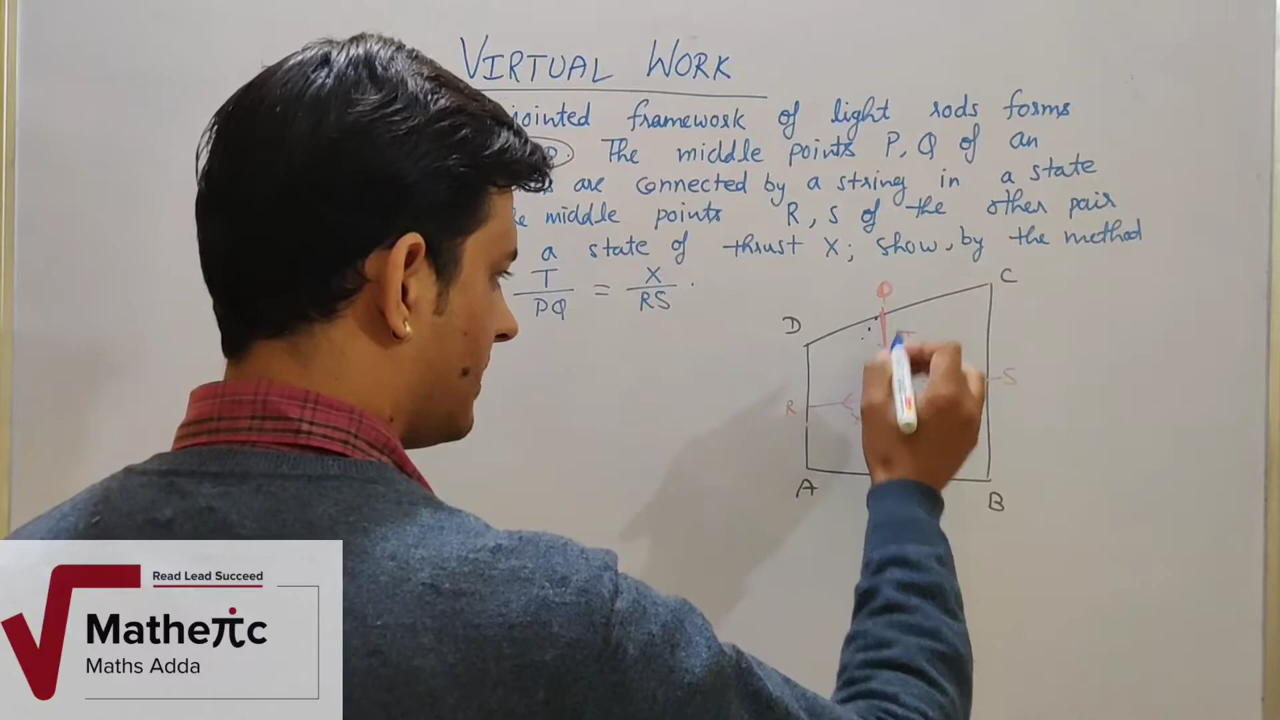 VIRTUAL WORK
jointed framework of light rods forms
The middle points P, Q of an
are connected by a string in a state
middle points R, S of the other pair
a state of thrust X; show, by the method
T/PQ = X/RS.
Q
C
D
S
R
A
B
Read Lead Succeed
Matheπc
Maths Adda